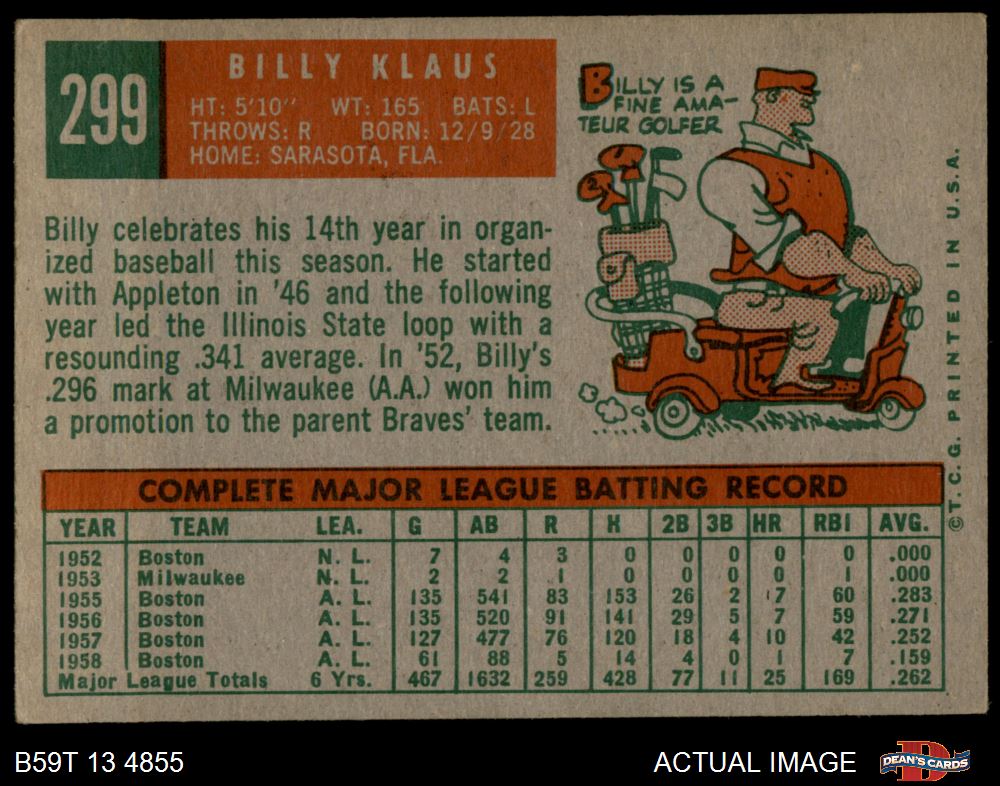 299
BILLY KLAUS
HT: 5'10" WT: 165 BATS: L
THROWS: R BORN: 12/9/28
HOME: SARASOTA, FLA.
BILLY IS A
FINE AMA-
TEUR GOLFER
1
2
Billy celebrates his 14th year in organ-
ized baseball this season. He started
with Appleton in '46 and the following
year led the Illinois State loop with a
resounding .341 average. In '52, Billy's
.296 mark at Milwaukee (A.A.) won him
a promotion to the parent Braves' team.
COMPLETE MAJOR LEAGUE BATTING RECORD
YEAR TEAM LEA. G AB R H 2B 3B HR RBI AVG.
1952 Boston N. L. 7 4 3 0 0 0 0 0 .000
1953 Milwaukee N. L. 2 2 1 0 0 0 0 1 .000
1955 Boston A. L. 135 541 83 153 26 2 7 60 .283
1956 Boston A. L. 135 520 91 141 29 5 7 59 .271
1957 Boston A. L. 127 477 76 120 18 4 10 42 .252
1958 Boston A. L. 61 88 5 14 4 0 1 7 .159
Major League Totals 6 Yrs. 467 1632 259 428 77 11 25 169 .262
©T.C.G. PRINTED IN U.S.A.
B59T 13 4855
ACTUAL IMAGE
D
DEAN'S CARDS